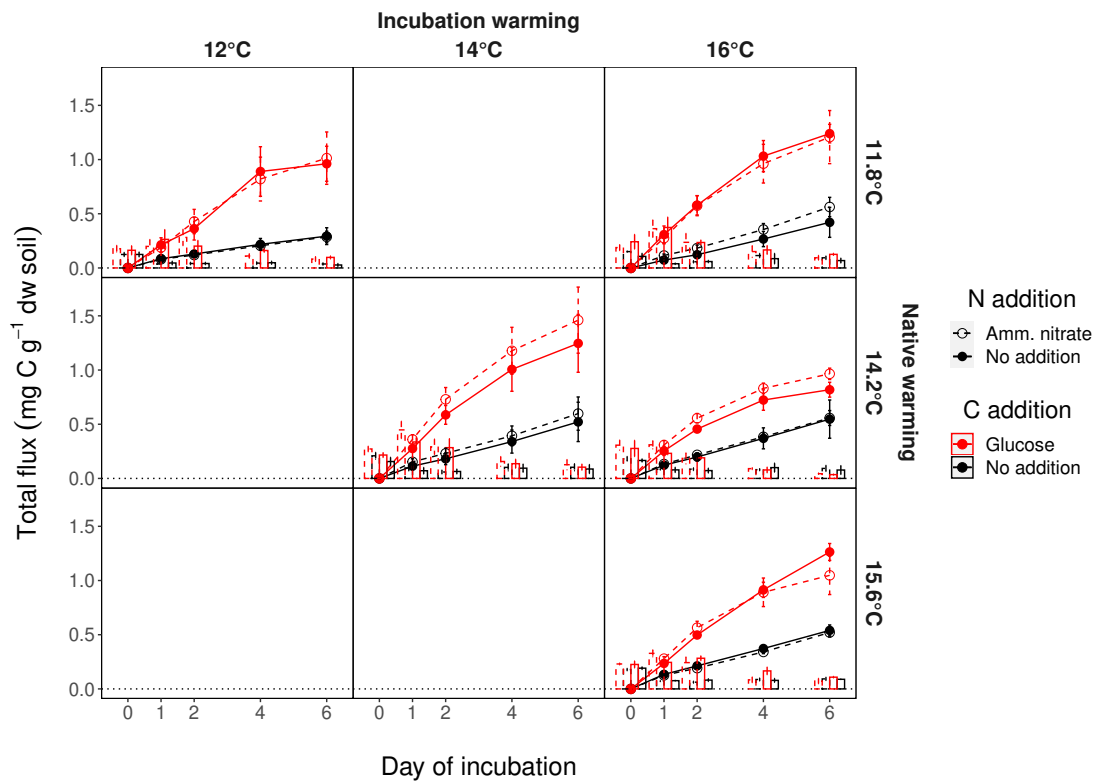 Incubation warming
12°C 14°C 16°C
1.5
1.0
0.5
0.0
11.8°C
1.5
1.0
0.5
0.0
14.2°C
1.5
1.0
0.5
0.0
15.6°C
0 1 2 4 6
0 1 2 4 6
0 1 2 4 6
Day of incubation
Total flux (mg C g⁻¹ dw soil)
Native warming
N addition
Amm. nitrate
No addition
C addition
Glucose
No addition